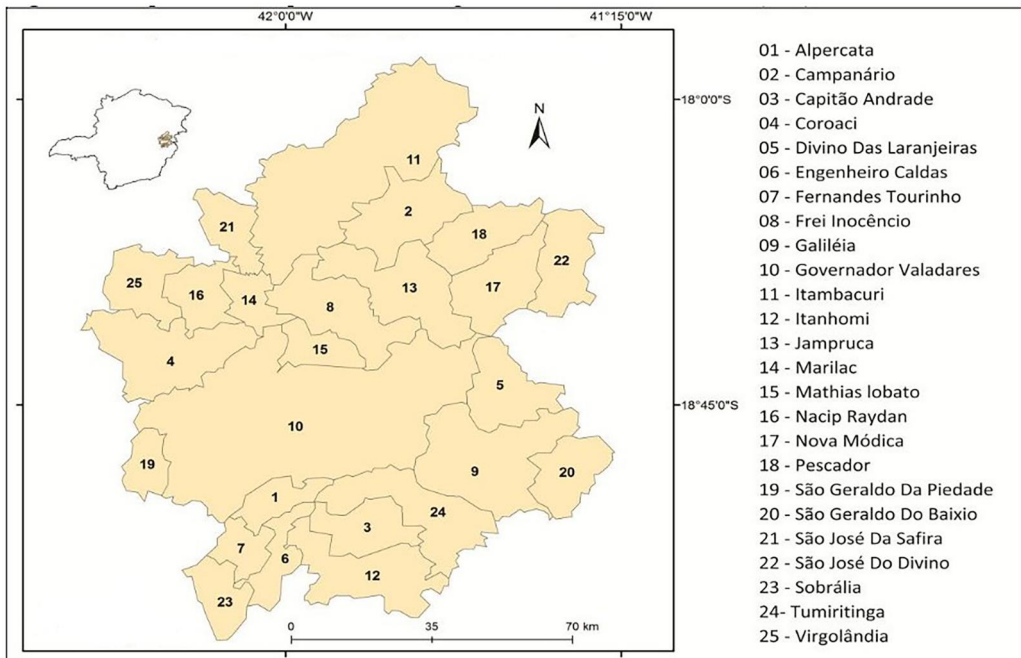 42°0'0"W 41°15'0"W
18°0'0"S
18°45'0"S
N
11
2
21
18
22
25
16
14
8
13
17
15
4
5
10
19
9
20
1
24
3
7
6
12
23
0 35 70 km
01 - Alpercata
02 - Campanário
03 - Capitão Andrade
04 - Coroaci
05 - Divino Das Laranjeiras
06 - Engenheiro Caldas
07 - Fernandes Tourinho
08 - Frei Inocêncio
09 - Galiléia
10 - Governador Valadares
11 - Itambacuri
12 - Itanhomi
13 - Jampruca
14 - Marilac
15 - Mathias lobato
16 - Nacip Raydan
17 - Nova Módica
18 - Pescador
19 - São Geraldo Da Piedade
20 - São Geraldo Do Baixio
21 - São José Da Safira
22 - São José Do Divino
23 - Sobrália
24- Tumiritinga
25 - Virgolândia